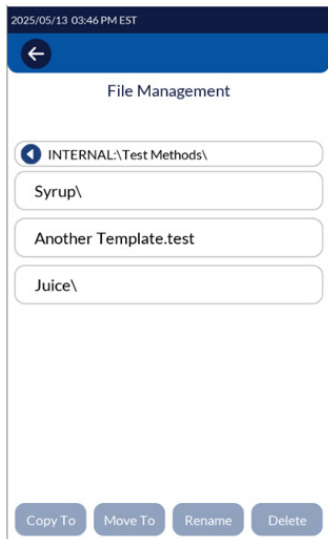 2025/05/13 03:46 PM EST
File Management
INTERNAL:\Test Methods\
Syrup\
Another Template.test
Juice\
Copy To Move To Rename Delete